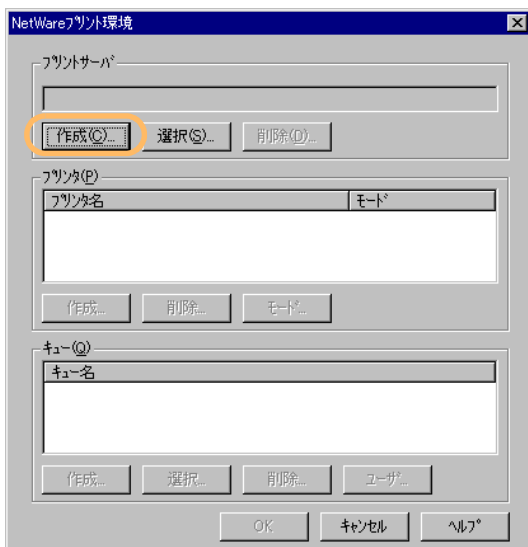 NetWareﾌﾟﾘﾝﾄ環境
ﾌﾟﾘﾝﾄｻｰﾊﾞ
作成(C)... 選択(S)... 削除(D)...
ﾌﾟﾘﾝﾀ(P)
ﾌﾟﾘﾝﾀ名 ﾓｰﾄﾞ
作成... 削除... ﾓｰﾄﾞ...
ｷｭｰ(Q)
ｷｭｰ名
作成... 選択... 削除... ﾕｰｻﾞ...
OK ｷｬﾝｾﾙ ﾍﾙﾌﾟ